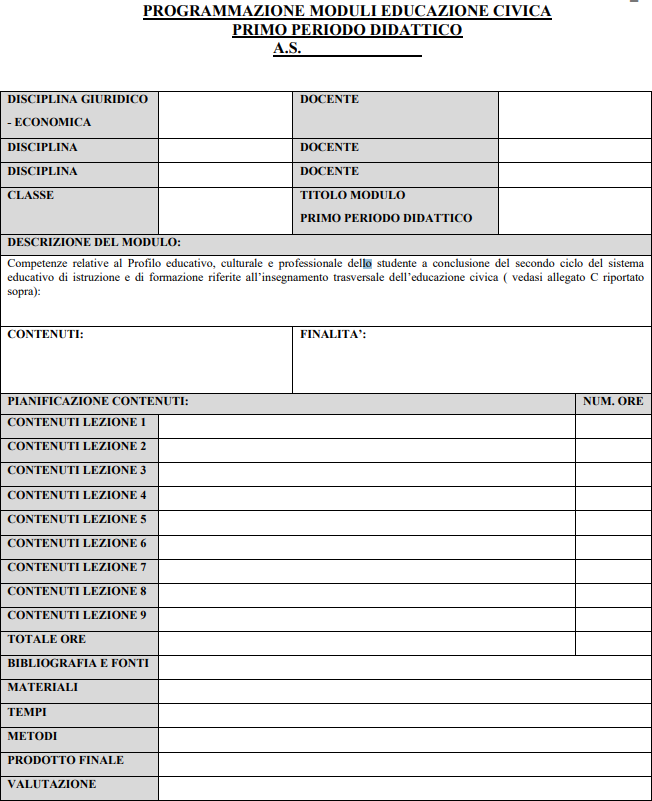 PROGRAMMAZIONE MODULI EDUCAZIONE CIVICA
PRIMO PERIODO DIDATTICO
A.S.
DISCIPLINA GIURIDICO
- ECONOMICA
DOCENTE
DISCIPLINA
DOCENTE
DISCIPLINA
DOCENTE
CLASSE
TITOLO MODULO
PRIMO PERIODO DIDATTICO
DESCRIZIONE DEL MODULO:
Competenze relative al Profilo educativo, culturale e professionale dello studente a conclusione del secondo ciclo del sistema
educativo di istruzione e di formazione riferite all’insegnamento trasversale dell’educazione civica ( vedasi allegato C riportato
sopra):
CONTENUTI:
FINALITA’:
PIANIFICAZIONE CONTENUTI:
NUM. ORE
CONTENUTI LEZIONE 1
CONTENUTI LEZIONE 2
CONTENUTI LEZIONE 3
CONTENUTI LEZIONE 4
CONTENUTI LEZIONE 5
CONTENUTI LEZIONE 6
CONTENUTI LEZIONE 7
CONTENUTI LEZIONE 8
CONTENUTI LEZIONE 9
TOTALE ORE
BIBLIOGRAFIA E FONTI
MATERIALI
TEMPI
METODI
PRODOTTO FINALE
VALUTAZIONE